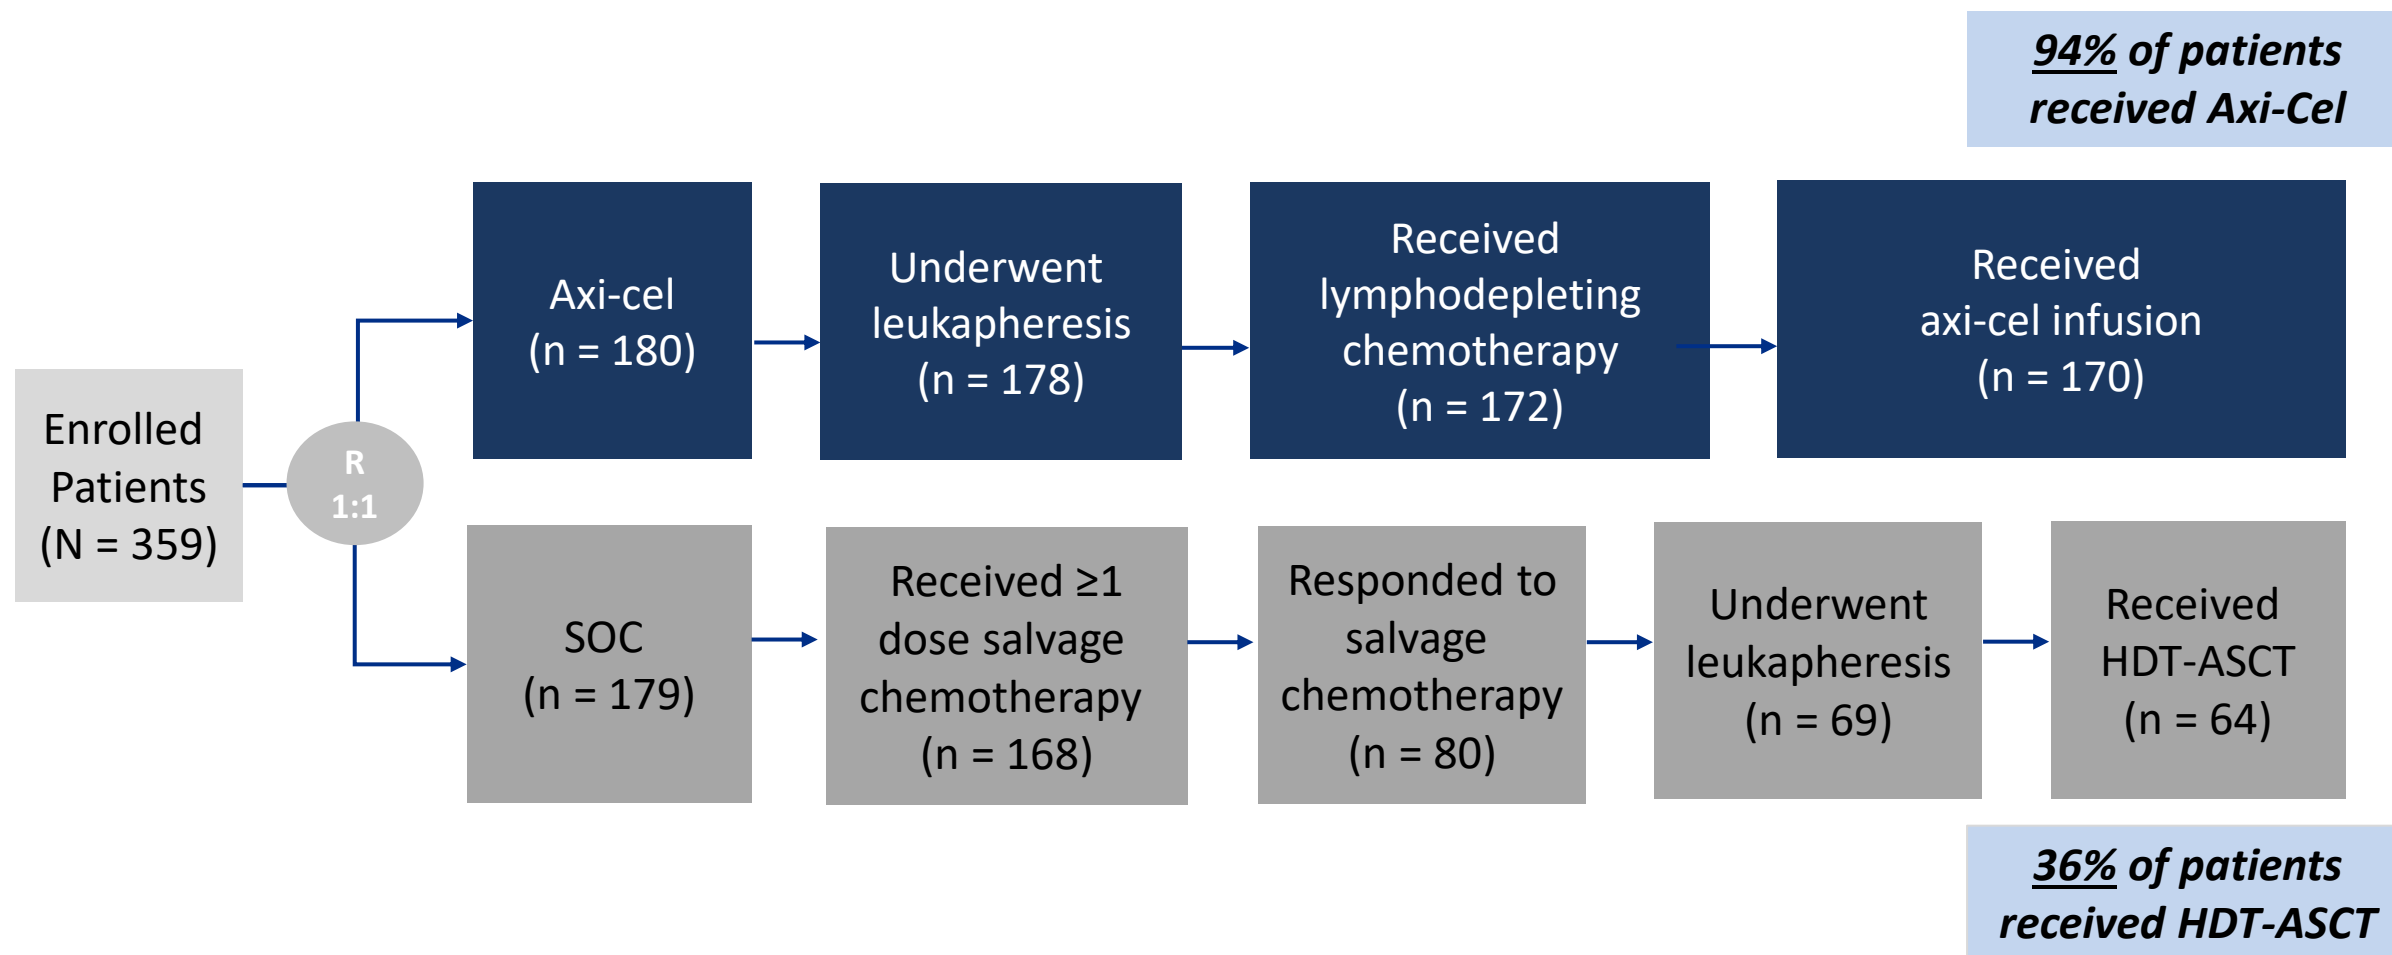 94% of patients
received Axi-Cel
Axi-cel
(n = 180)
Underwent
leukapheresis
(n = 178)
Received
lymphodepleting
chemotherapy
(n = 172)
Received
axi-cel infusion
(n = 170)
Enrolled
Patients
(N = 359)
R
1:1
SOC
(n = 179)
Received ≥1
dose salvage
chemotherapy
(n = 168)
Responded to
salvage
chemotherapy
(n = 80)
Underwent
leukapheresis
(n = 69)
Received
HDT-ASCT
(n = 64)
36% of patients
received HDT-ASCT